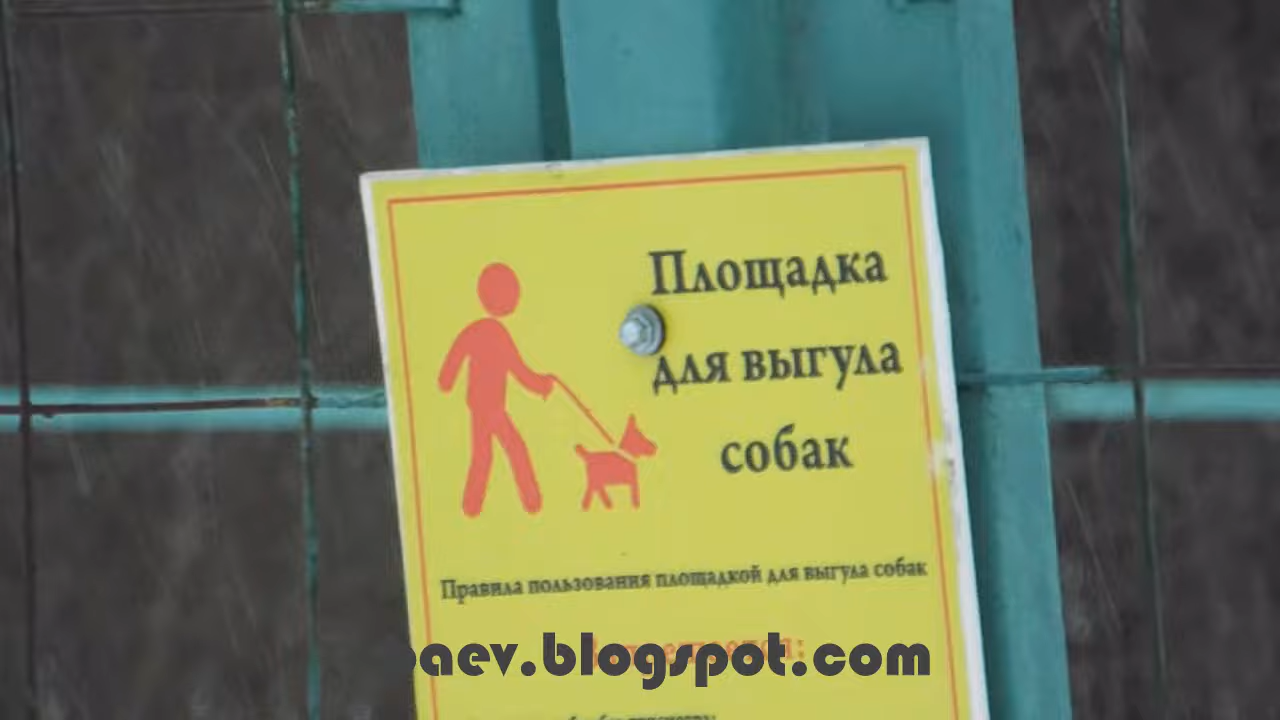 Площадка
для выгула
собак
Правила пользования площадкой для выгула собак
aev.blogspot.com